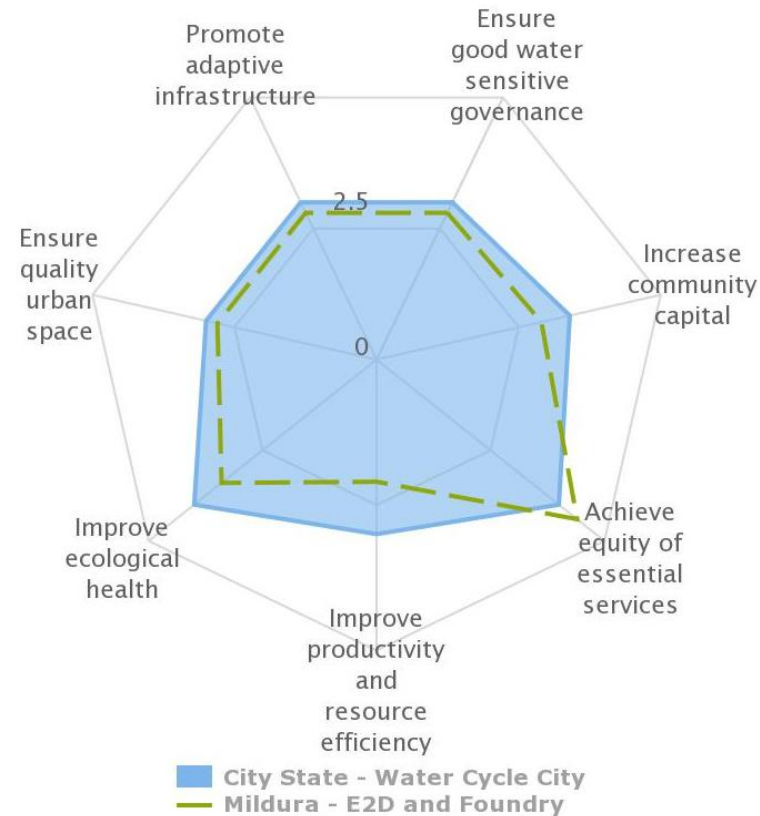 Promote
adaptive
infrastructure
Ensure
good water
sensitive
governance
2.5
Ensure
quality
urban
space
Increase
community
capital
0
Improve
ecological
health
Achieve
equity of
essential
services
Improve
productivity
and
resource
efficiency
City State - Water Cycle City
Mildura - E2D and Foundry